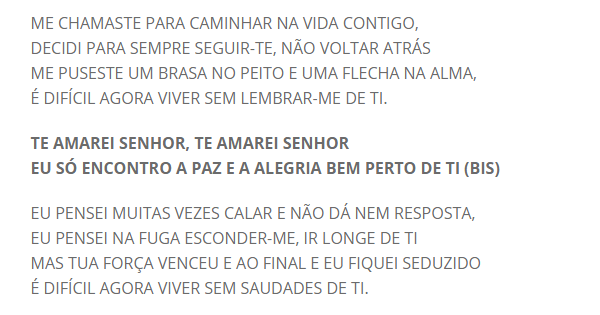 ME CHAMASTE PARA CAMINHAR NA VIDA CONTIGO,
DECIDI PARA SEMPRE SEGUIR-TE, NÃO VOLTAR ATRÁS
ME PUSESTE UM BRASA NO PEITO E UMA FLECHA NA ALMA,
É DIFÍCIL AGORA VIVER SEM LEMBRAR-ME DE TI.
TE AMAREI SENHOR, TE AMAREI SENHOR
EU SÓ ENCONTRO A PAZ E A ALEGRIA BEM PERTO DE TI (BIS)
EU PENSEI MUITAS VEZES CALAR E NÃO DÁ NEM RESPOSTA,
EU PENSEI NA FUGA ESCONDER-ME, IR LONGE DE TI
MAS TUA FORÇA VENCEU E AO FINAL E EU FIQUEI SEDUZIDO
É DIFÍCIL AGORA VIVER SEM SAUDADES DE TI.